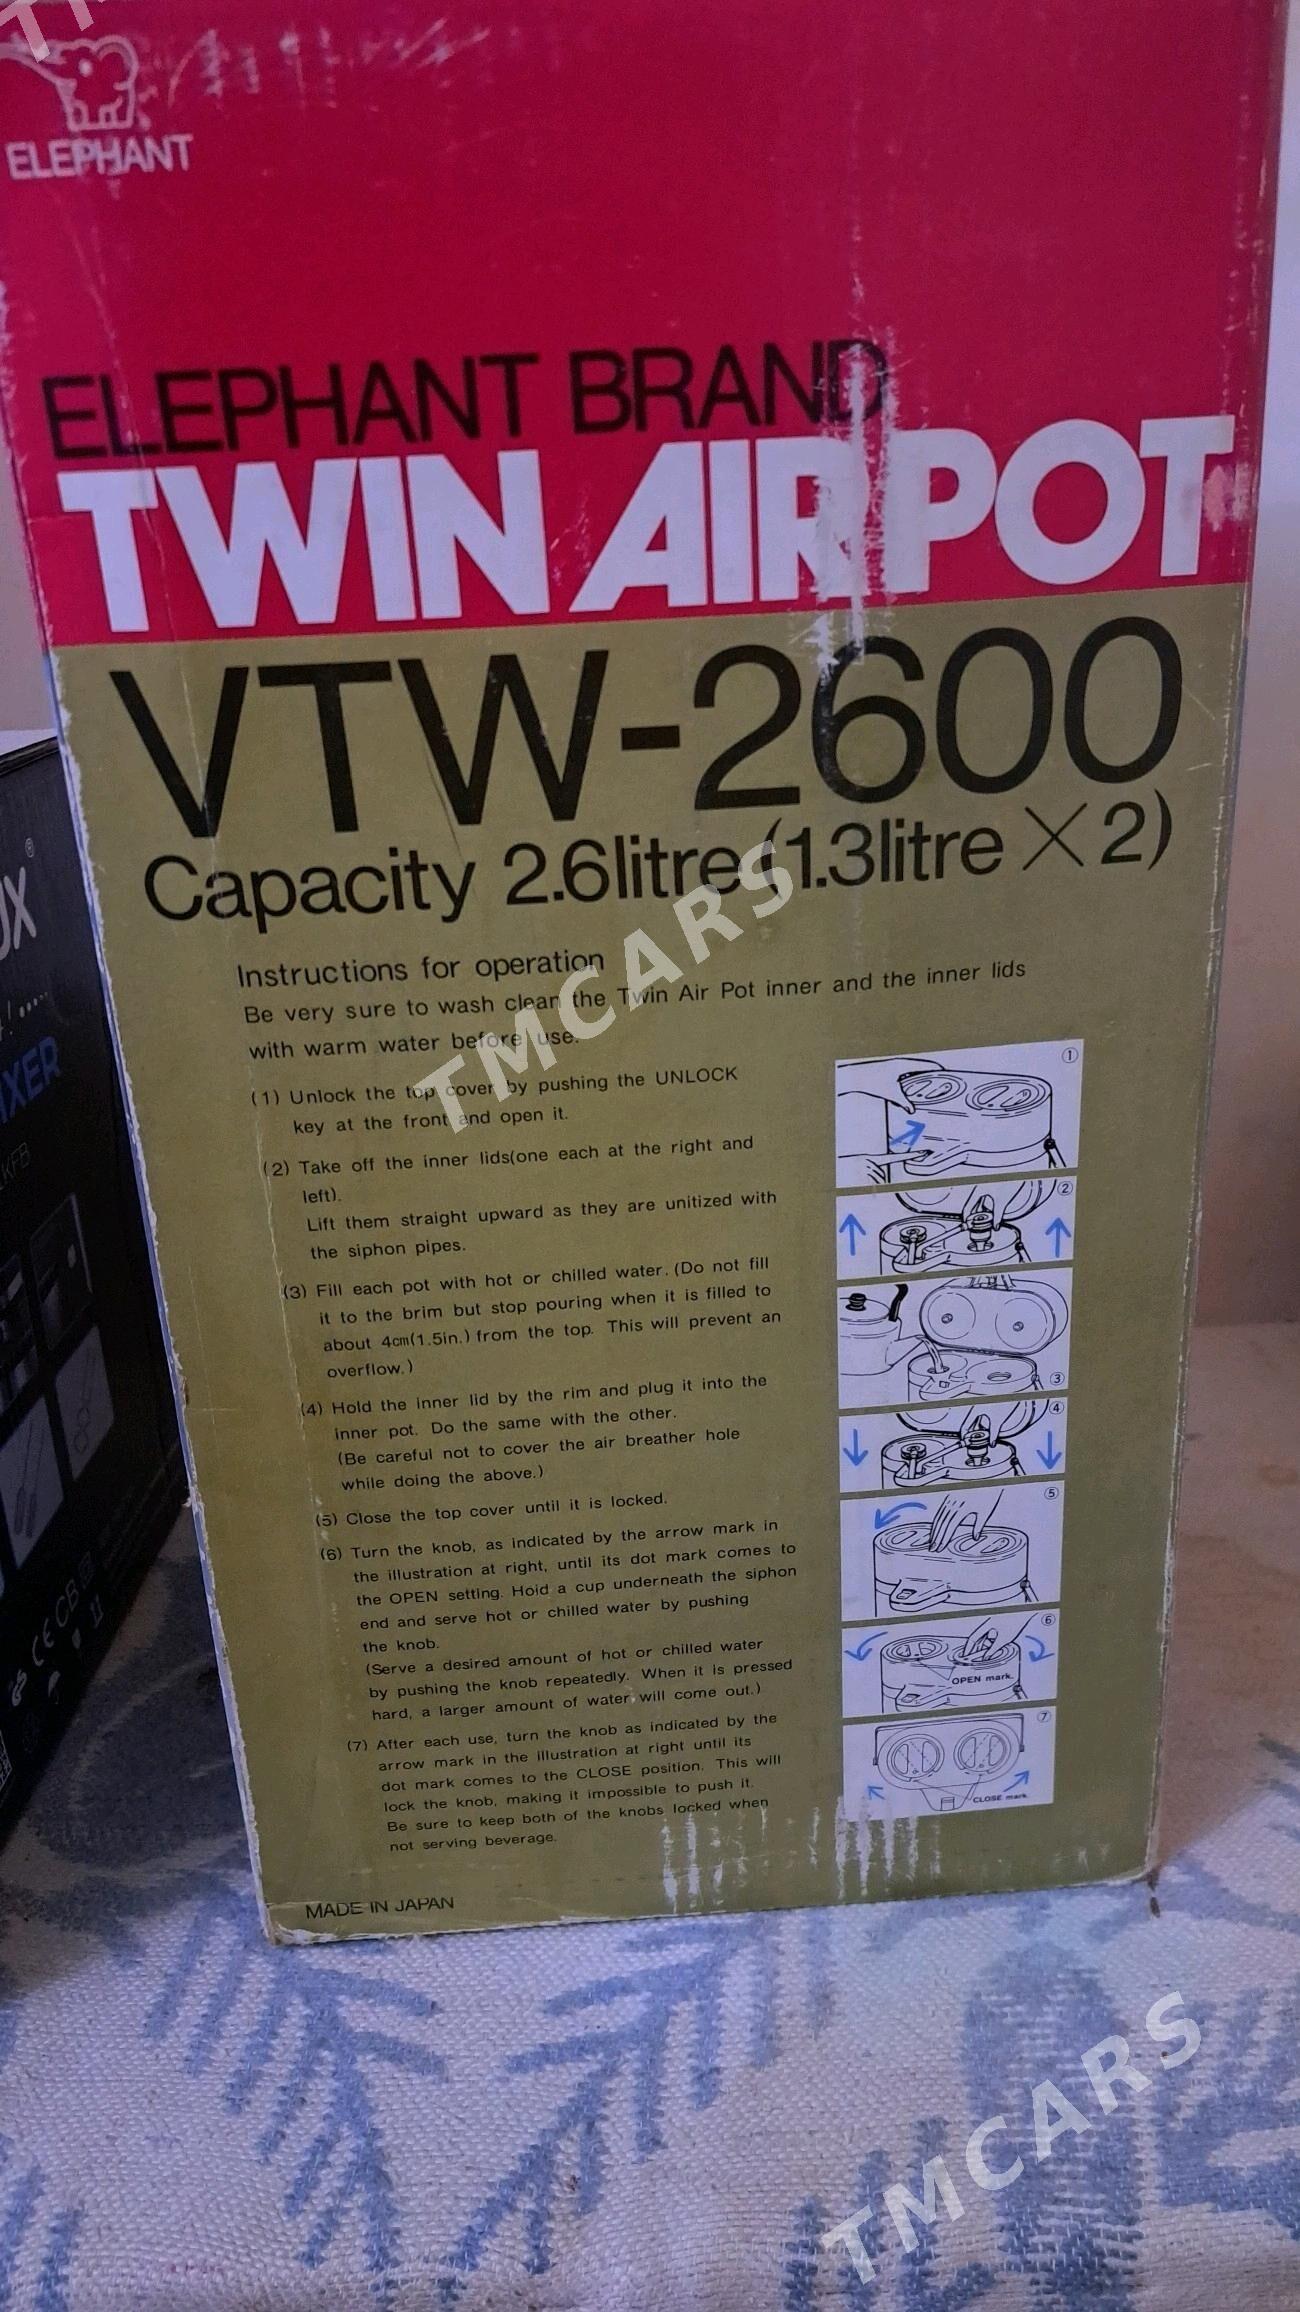 ELEPHANT
ELEPHANT BRAND
TWIN AIR POT
VTW-2600
Capacity 2.6litre(1.3litre×2)
Instructions for operation
Be very sure to wash clean the Twin Air Pot inner and the inner lids
with warm water before use.
(1) Unlock the top cover by pushing the UNLOCK
key at the front and open it.
(2) Take off the inner lids(one each at the right and
left).
Lift them straight upward as they are unitized with
the siphon pipes.
(3) Fill each pot with hot or chilled water. (Do not fill
it to the brim but stop pouring when it is filled to
about 4cm(1.5in.) from the top. This will prevent an
overflow.)
(4) Hold the inner lid by the rim and plug it into the
inner pot. Do the same with the other.
(Be careful not to cover the air breather hole
while doing the above.)
(5) Close the top cover until it is locked.
(6) Turn the knob, as indicated by the arrow mark in
the illustration at right, until its dot mark comes to
the OPEN setting. Hold a cup underneath the siphon
end and serve hot or chilled water by pushing
the knob.
(Serve a desired amount of hot or chilled water
by pushing the knob repeatedly. When it is pressed
hard, a larger amount of water will come out.)
(7) After each use, turn the knob as indicated by the
arrow mark in the illustration at right until its
dot mark comes to the CLOSE position. This will
lock the knob, making it impossible to push it.
Be sure to keep both of the knobs locked when
not serving beverage.
MADE IN JAPAN
①
②
③
④
⑤
⑥
OPEN mark.
⑦
CLOSE mark.
TMCARS
TMCARS